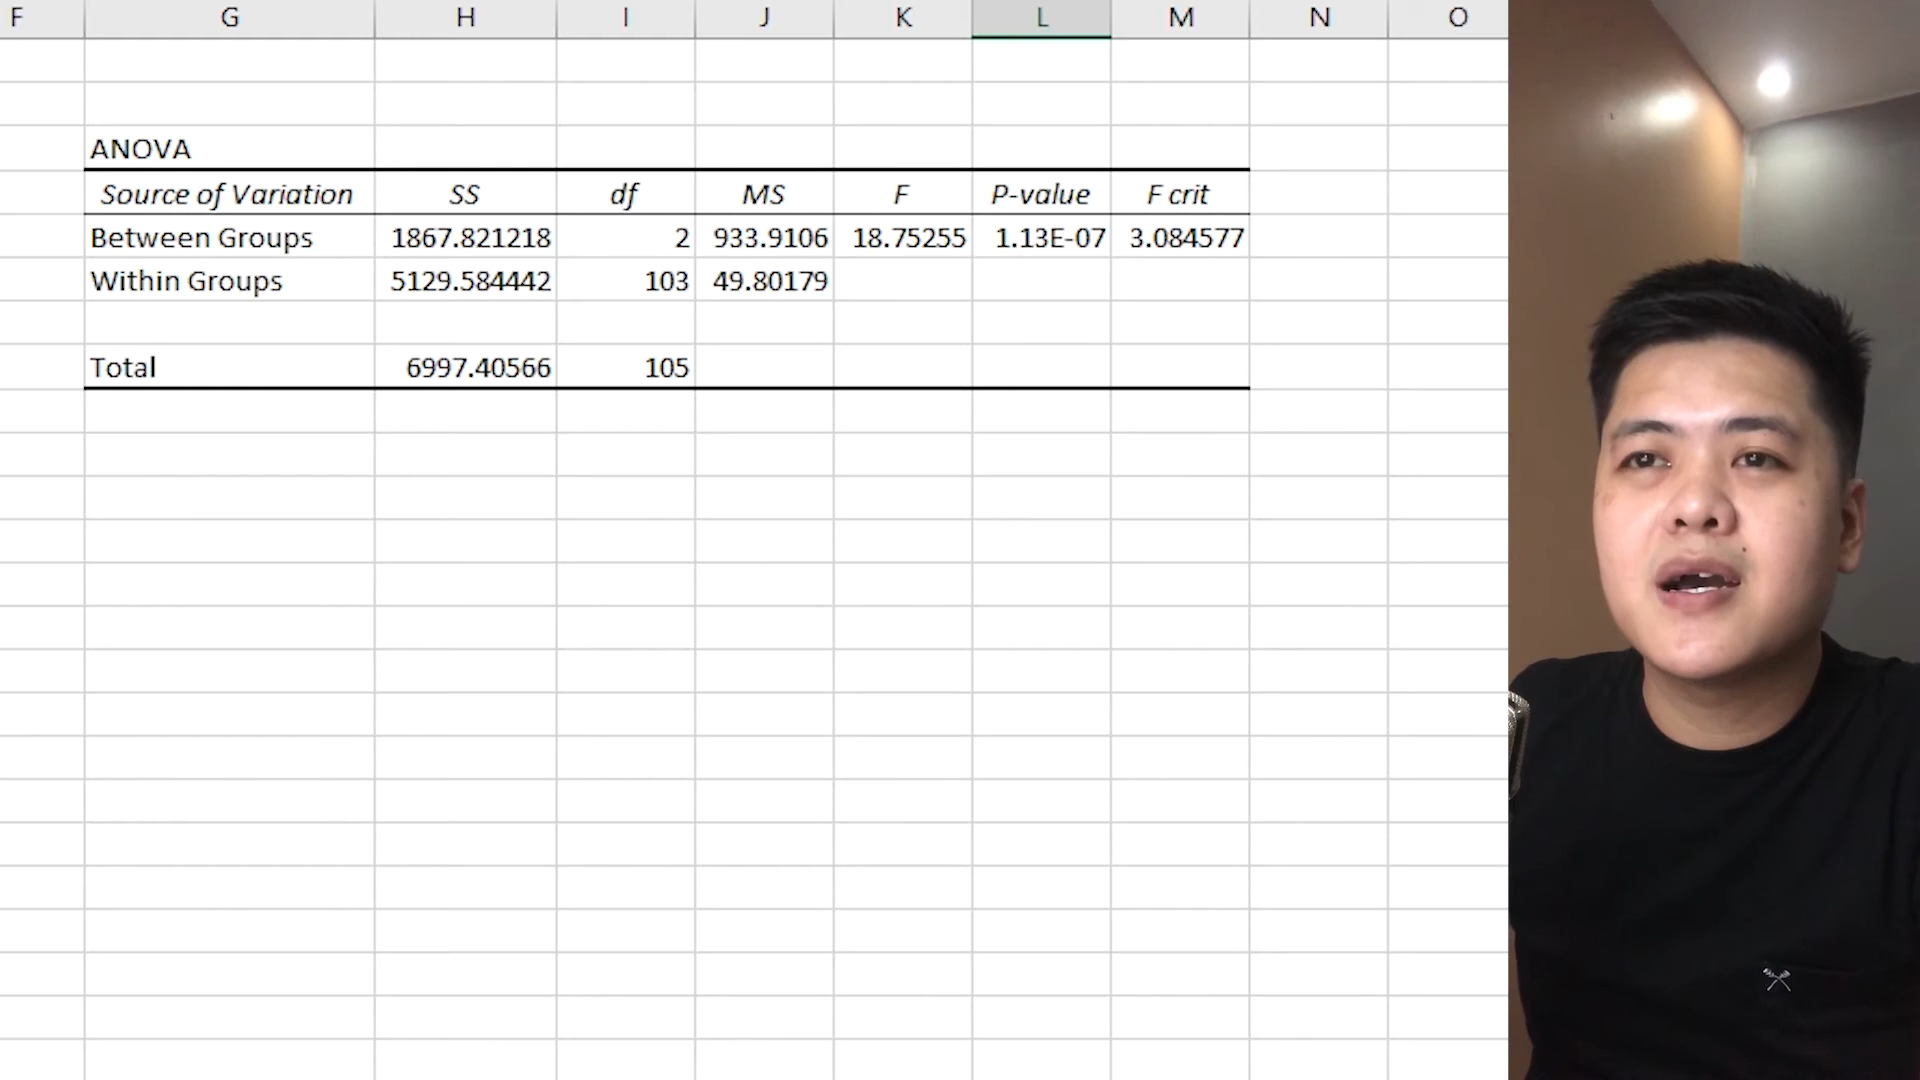 F G H I J K L M N O
ANOVA
Source of Variation SS df MS F P-value F crit
Between Groups 1867.821218 2 933.9106 18.75255 1.13E-07 3.084577
Within Groups 5129.584442 103 49.80179
Total 6997.40566 105